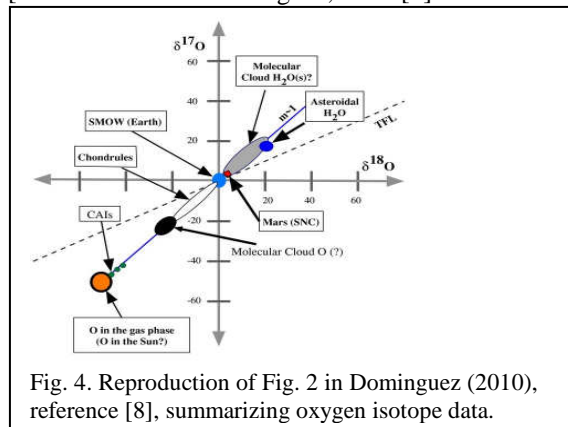 δ17O
60
40
20
-20
-40
-60
20
40
60
δ18O
Molecular
Cloud H2O(s)?
Asteroidal
H2O
m~1
TFL
SMOW (Earth)
Chondrules
CAIs
Mars (SNC)
Molecular Cloud O (?)
O in the gas phase
(O in the Sun?)
Fig. 4. Reproduction of Fig. 2 in Dominguez (2010),
reference [8], summarizing oxygen isotope data.